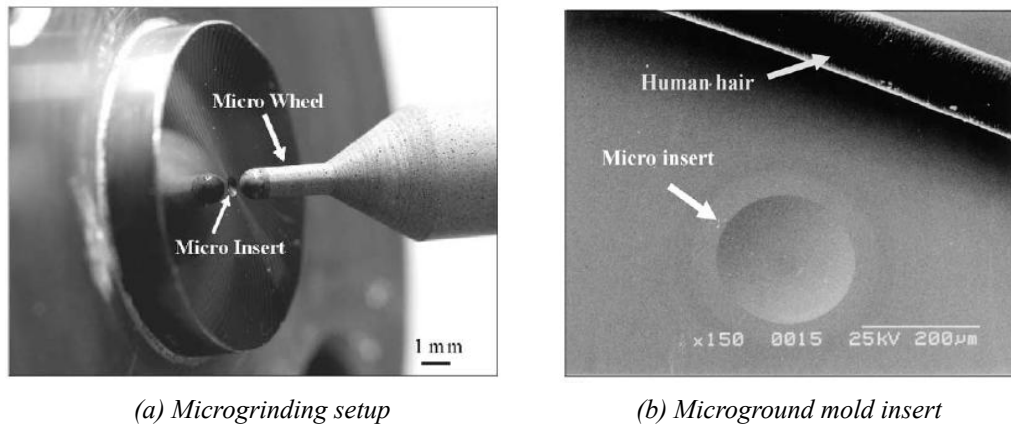 Micro Wheel
Micro Insert
1 mm
Human hair
Micro insert
x150 0015 25kV 200µm
(a) Microgrinding setup
(b) Microground mold insert